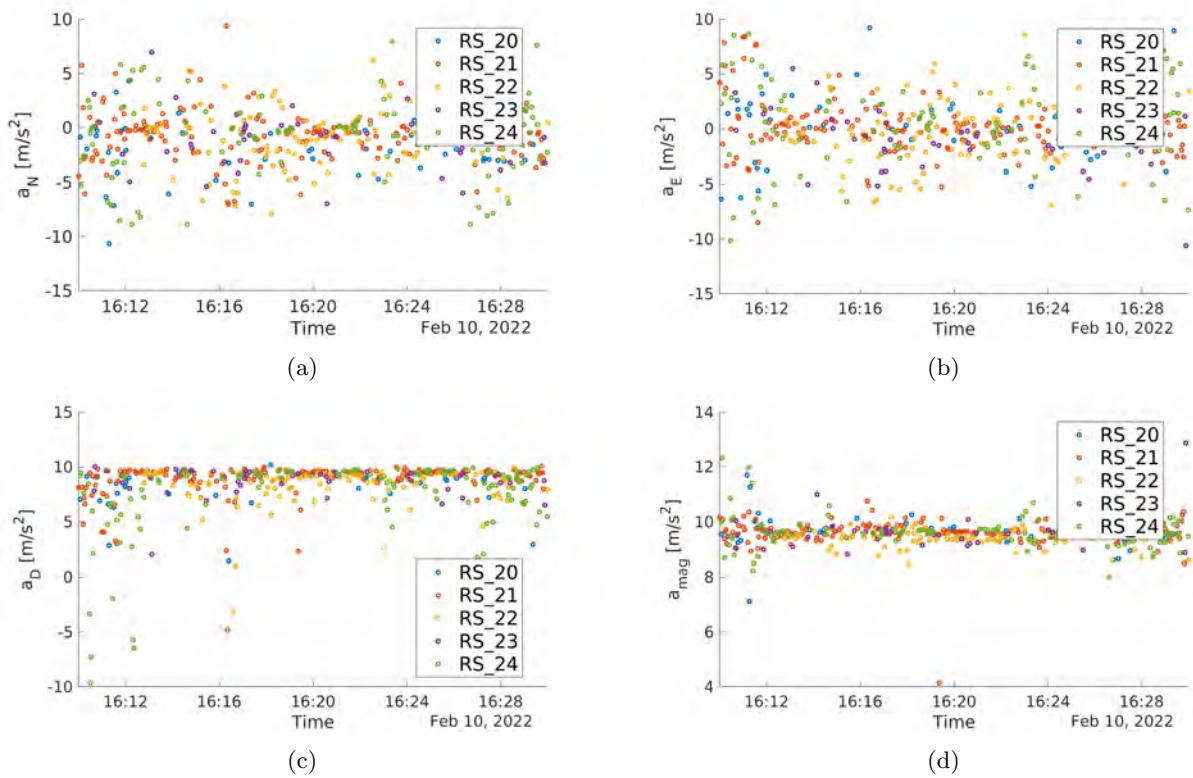 10
5
0
-5
-10
-15
a_N [m/s²]
RS_20
RS_21
RS_22
RS_23
RS_24
16:12 16:16 16:20 16:24 16:28
Time
Feb 10, 2022
(a)
10
5
0
-5
-10
-15
a_E [m/s²]
RS_20
RS_21
RS_22
RS_23
RS_24
16:12 16:16 16:20 16:24 16:28
Time
Feb 10, 2022
(b)
15
10
5
0
-5
-10
a_D [m/s²]
RS_20
RS_21
RS_22
RS_23
RS_24
16:12 16:16 16:20 16:24 16:28
Time
Feb 10, 2022
(c)
14
12
10
8
6
4
a_mag [m/s²]
RS_20
RS_21
RS_22
RS_23
RS_24
16:12 16:16 16:20 16:24 16:28
Time
Feb 10, 2022
(d)